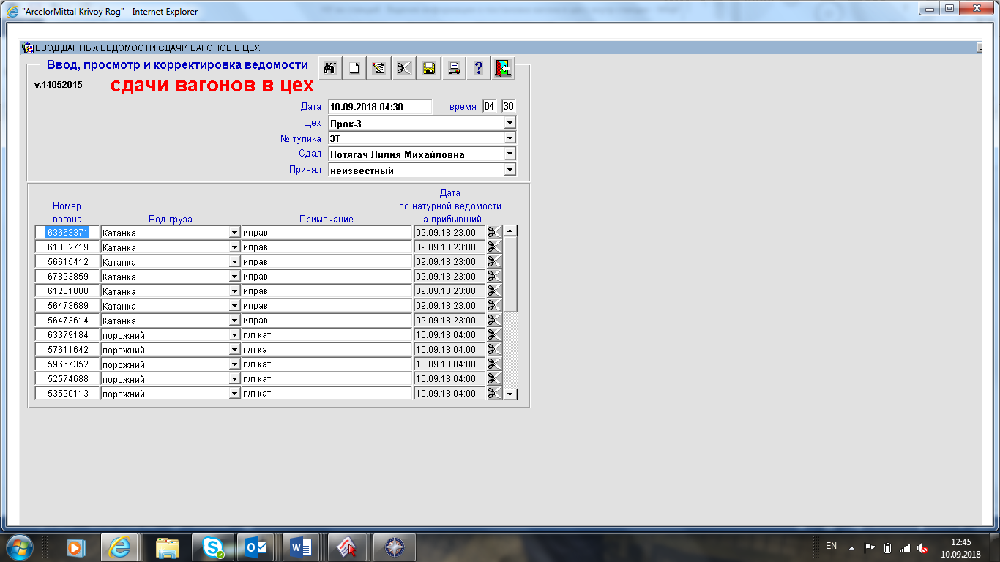 "ArcelorMittal Krivoy Rog" - Internet Explorer
ВВОД ДАННЫХ ВЕДОМОСТИ СДАЧИ ВАГОНОВ В ЦЕХ
Ввод, просмотр и корректировка ведомости
v.14052015 сдачи вагонов в цех
Дата 10.09.2018 04:30 время 04 30
Цех Прок-3
№ тупика 3Т
Сдал Потягач Лилия Михайловна
Принял неизвестный
Дата
Номер по натурной ведомости
вагона Род груза Примечание на прибывший
63663371 Катанка иправ 09.09.18 23:00
61382719 Катанка иправ 09.09.18 23:00
56615412 Катанка иправ 09.09.18 23:00
67893859 Катанка иправ 09.09.18 23:00
61231080 Катанка иправ 09.09.18 23:00
56473689 Катанка иправ 09.09.18 23:00
56473614 Катанка иправ 09.09.18 23:00
63379184 порожний п/п кат 10.09.18 04:00
57611642 порожний п/п кат 10.09.18 04:00
59667352 порожний п/п кат 10.09.18 04:00
52574688 порожний п/п кат 10.09.18 04:00
53590113 порожний п/п кат 10.09.18 04:00
EN 12:45
10.09.2018